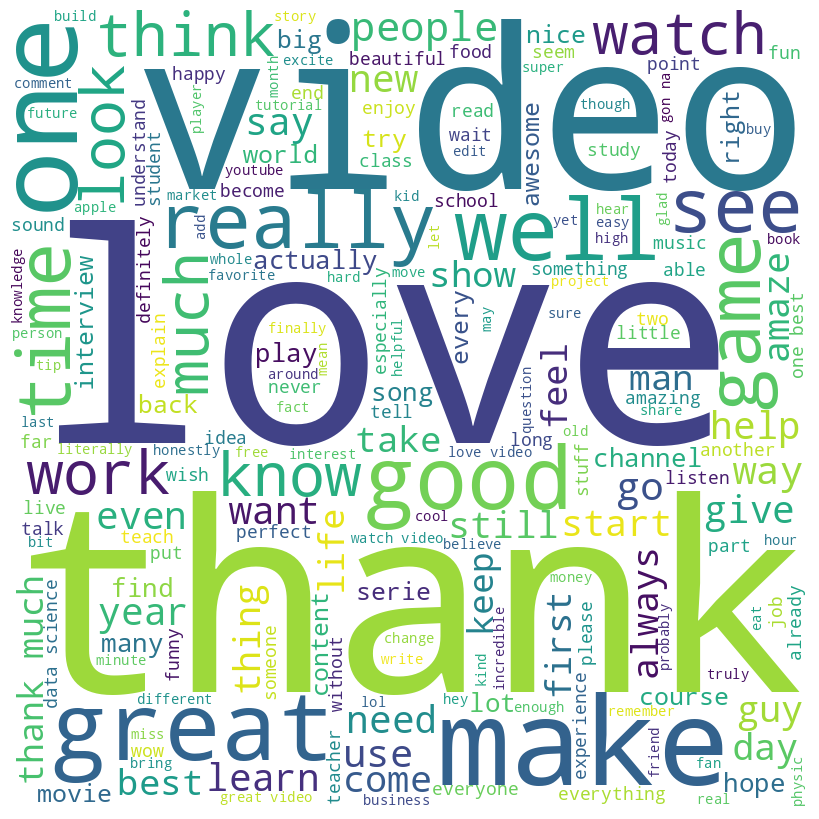 build
story
think
big
people
nice
watch
comment
one
look
video
happy
month
excite
beautiful
food
seem
fun
future
player
tutorial
end
new
super
point
understand
student
say
enjoy
read
though
gon na
world
try
wait
edit
awesome
study
today
right
buy
class
youtube
become
kid
school
yet
hear
glad
knowledge
sound
apple
market
add
really
let
well
easy
high
see
book
time
interview
definitely
much
whole
favorite
actually
hard
move
show
something
music
able
love
person
tip
explain
finally
play
mean
around
never
fact
especially
helpful
song
tell
may
every
sure
project
two
little
game
amaze
one best
last
back
literally
honestly
idea
free
interest
take
love video
long
question
feel
man
amazing
share
old
stuff
another
help
far
work
wish
know
good
channel
listen
way
live
talk
bit
even
teach
put
want
perfect
life
cool
watch video
still
believe
start
go
give
part
hour
thank
thank much
data science
find
year
many
minute
funny
thing
someone
content
without
serie
change
write
keep
kind
incredible
first
money
please
always
probably
truly
eat
job
already
different
lol
hey
lot
enough
experience
remember
course
guy
great
miss
wow
bring
need
make
friend
fan
real
day
physic
movie
best
great video
learn
teacher
use
come
business
everyone
everything
hope